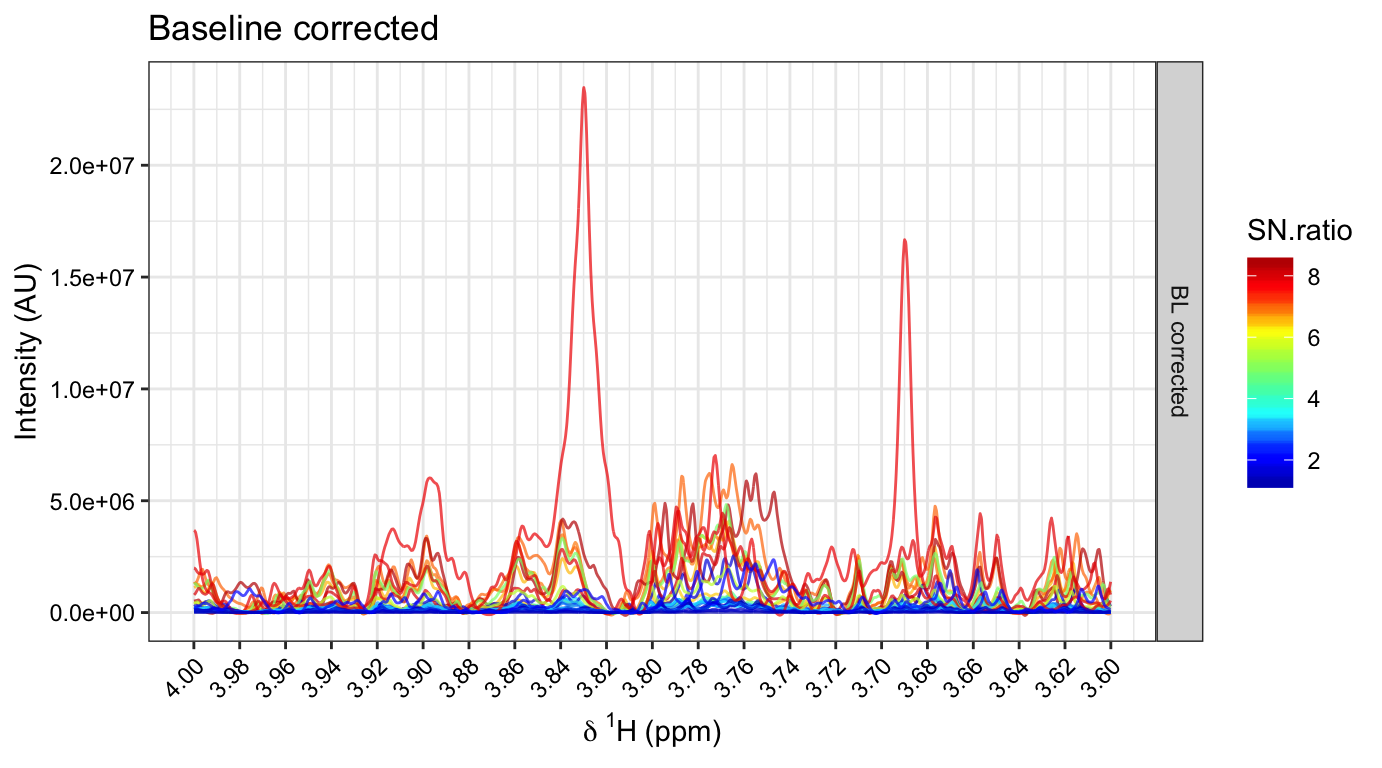 Baseline corrected
Intensity (AU)
2.0e+07
1.5e+07
1.0e+07
5.0e+06
0.0e+00
BL corrected
SN.ratio
8
6
4
2
4.00 3.98 3.96 3.94 3.92 3.90 3.88 3.86 3.84 3.82 3.80 3.78 3.76 3.74 3.72 3.70 3.68 3.66 3.64 3.62 3.60
δ ¹H (ppm)